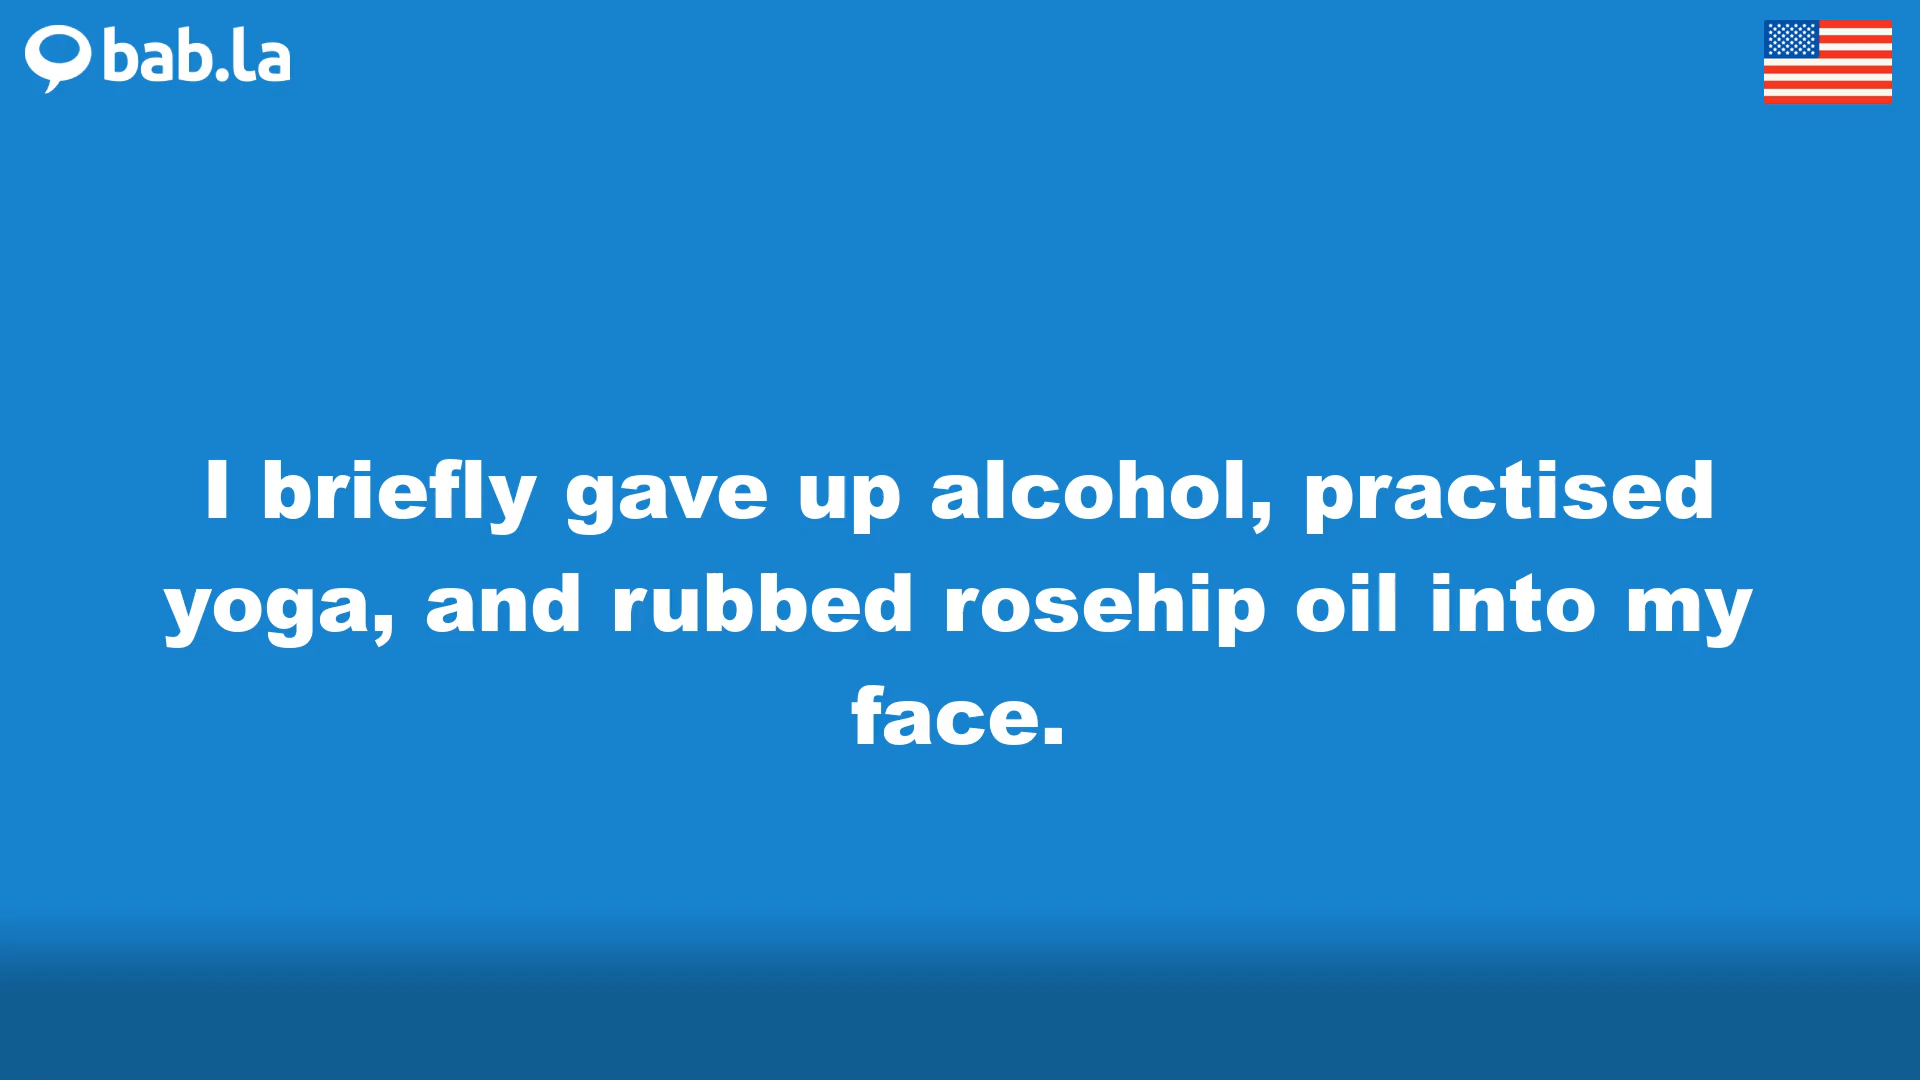 bab.la
I briefly gave up alcohol, practised
yoga, and rubbed rosehip oil into my
face.